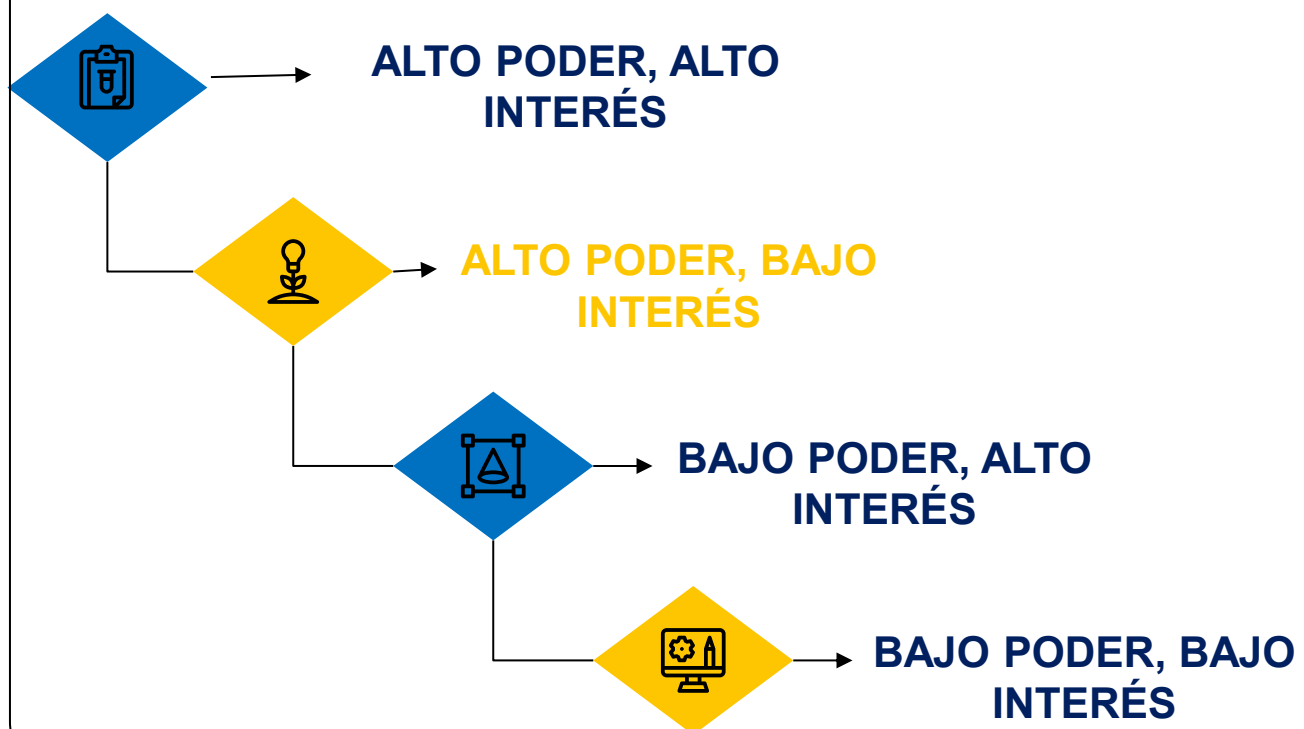 ALTO PODER, ALTO
INTERÉS
ALTO PODER, BAJO
INTERÉS
BAJO PODER, ALTO
INTERÉS
BAJO PODER, BAJO
INTERÉS